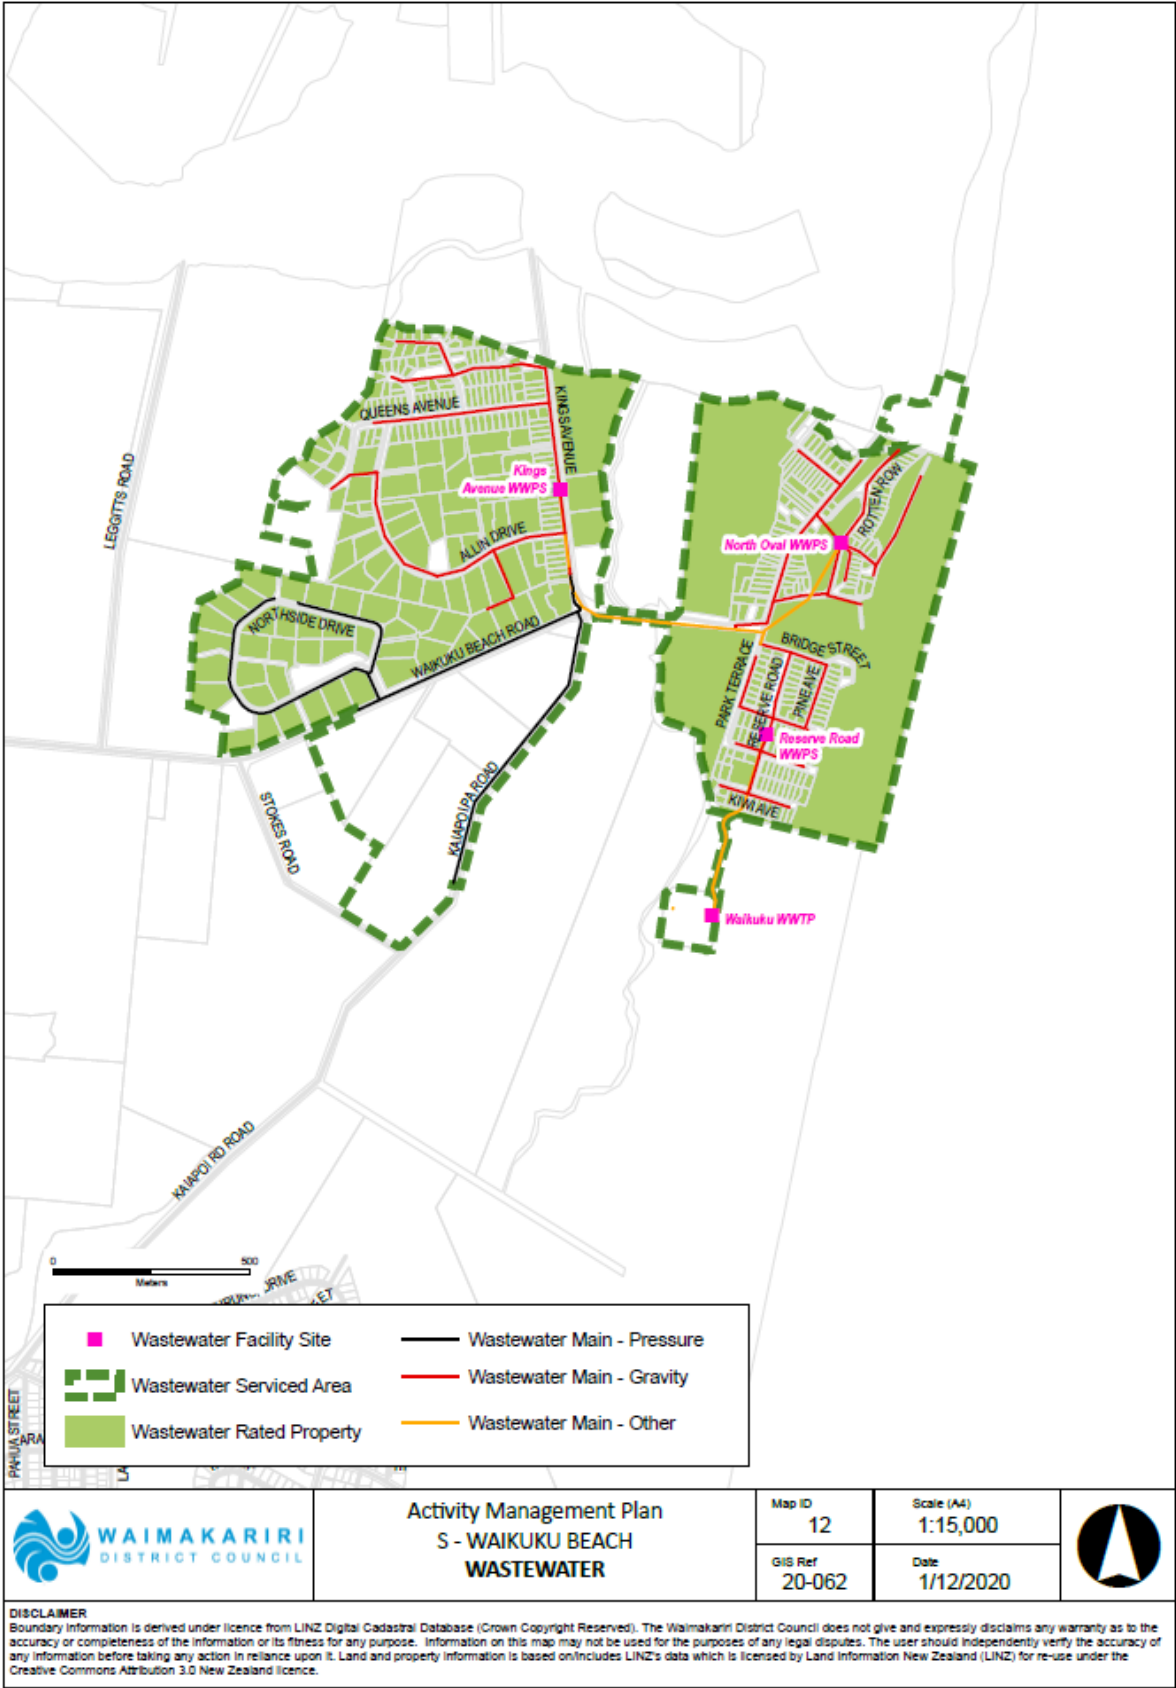 QUEENS AVENUE
KINGS AVENUE
LEGGITTS ROAD
Kings
Avenue WWPS
ROTTEN ROW
ALLIN DRIVE
North Oval WWPS
NORTHSIDE DRIVE
WAIKUKU BEACH ROAD
BRIDGE STREET
PARK TERRACE
RESERVE ROAD
PINE AVE
Reserve Road
WWPS
KIWI AVE
STOKES ROAD
KAIAPOI PA ROAD
Waikuku WWTP
KAIAPOI RD ROAD
0 500
Meters
DRIVE
PAHUA STREET
Wastewater Facility Site
Wastewater Serviced Area
Wastewater Rated Property
Wastewater Main - Pressure
Wastewater Main - Gravity
Wastewater Main - Other
WAIMAKARIRI
DISTRICT COUNCIL
Activity Management Plan
S - WAIKUKU BEACH
WASTEWATER
Map ID
12
Scale (A4)
1:15,000
GIS Ref
20-062
Date
1/12/2020
DISCLAIMER
Boundary Information is derived under licence from LINZ Digital Cadastral Database (Crown Copyright Reserved). The Waimakariri District Council does not give and expressly disclaims any warranty as to the
accuracy or completeness of the information or its fitness for any purpose. Information on this map may not be used for the purposes of any legal disputes. The user should independently verify the accuracy of
any information before taking any action in reliance upon it. Land and property information is based on/includes LINZ's data which is licensed by Land Information New Zealand (LINZ) for re-use under the
Creative Commons Attribution 3.0 New Zealand licence.